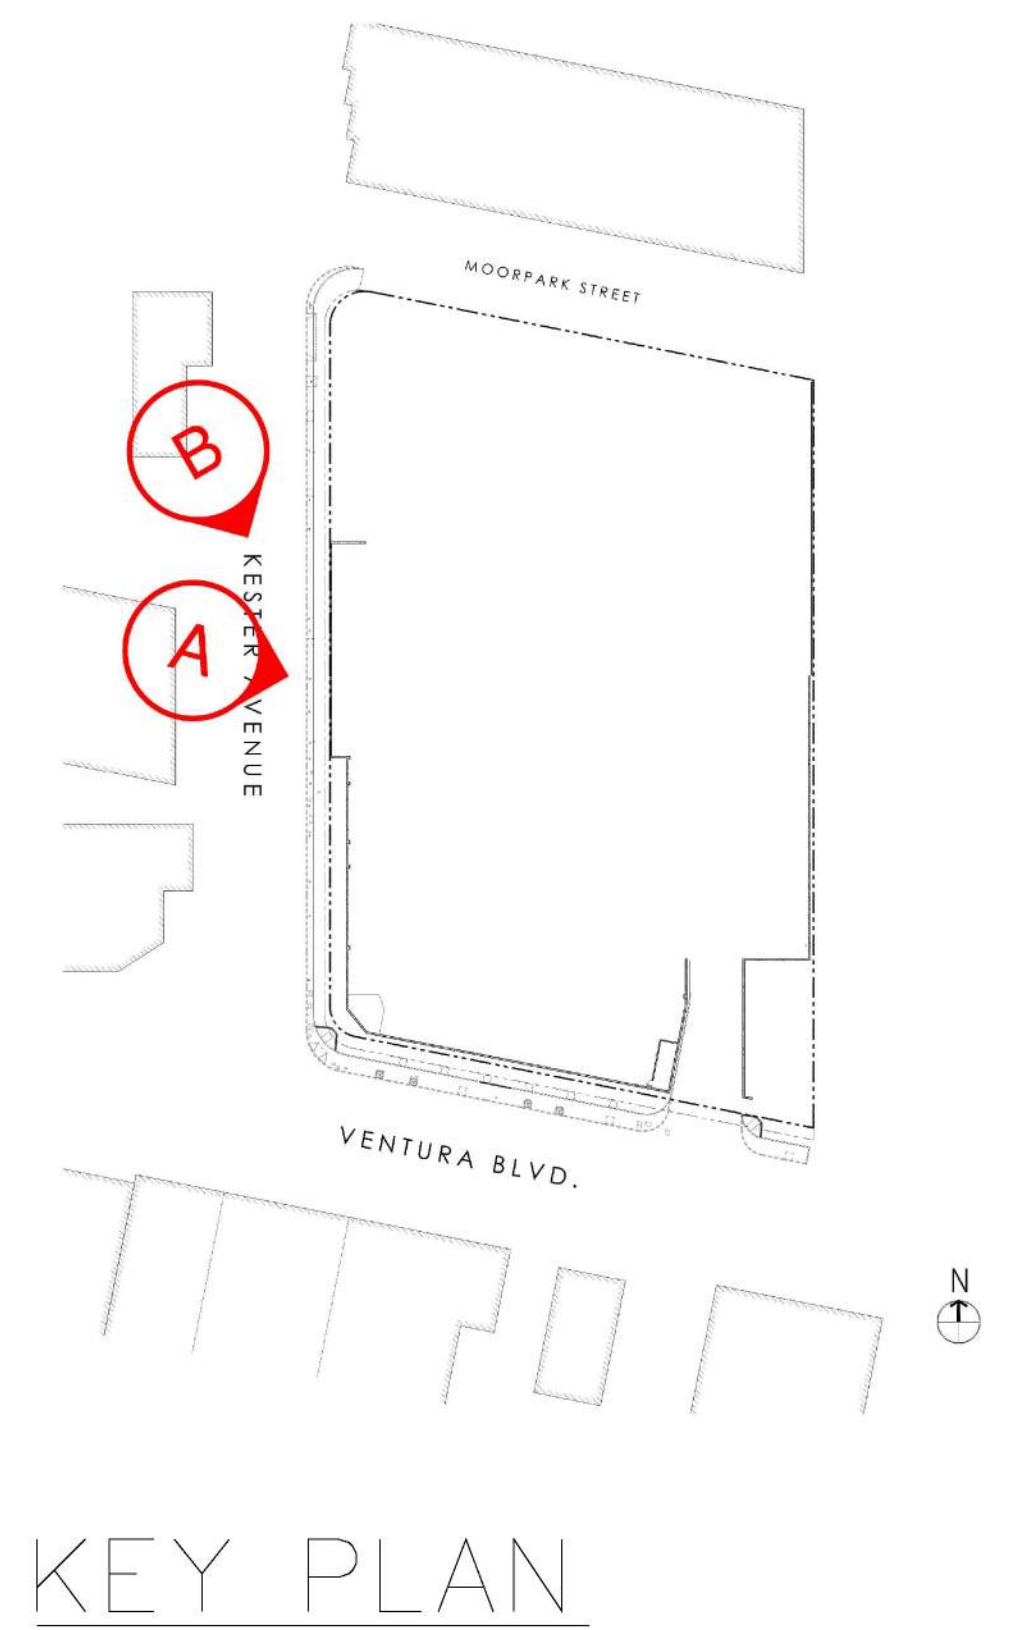 MOORPARK STREET
B
KESTER AVENUE
A
VENTURA BLVD.
N
KEY PLAN